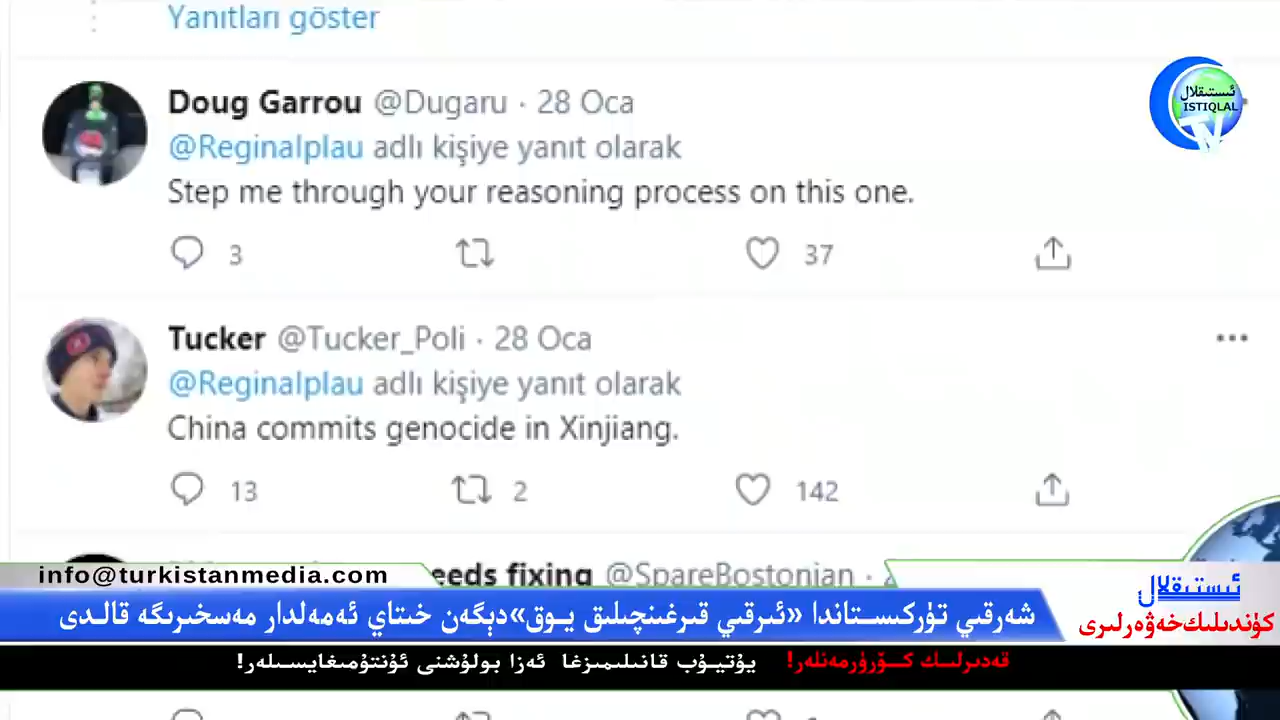 Yanıtları göster
Doug Garrou @Dugaru · 28 Oca
@Reginalplau adlı kişiye yanıt olarak
Step me through your reasoning process on this one.
3 37
Tucker @Tucker_Poli · 28 Oca
@Reginalplau adlı kişiye yanıt olarak
China commits genocide in Xinjiang.
13 2 142
eeds fixing @SpareBostonian
ئىستىقلال
ISTIQLAL
TV
info@turkistanmedia.com
شەرقىي تۈركىستاندا «ئىرقىي قىرغىنچىلىق يوق»دېگەن خىتاي ئەمەلدار مەسخىرىگە قالدى
ئىستىقلال
كۈندىلىك خەۋەرلىرى
قەدىرلىك كۆرۈرمەنلەر! يۇتيۇب قانىلىمىزغا ئەزا بولۇشنى ئۇنتۇمىغايسىلەر!